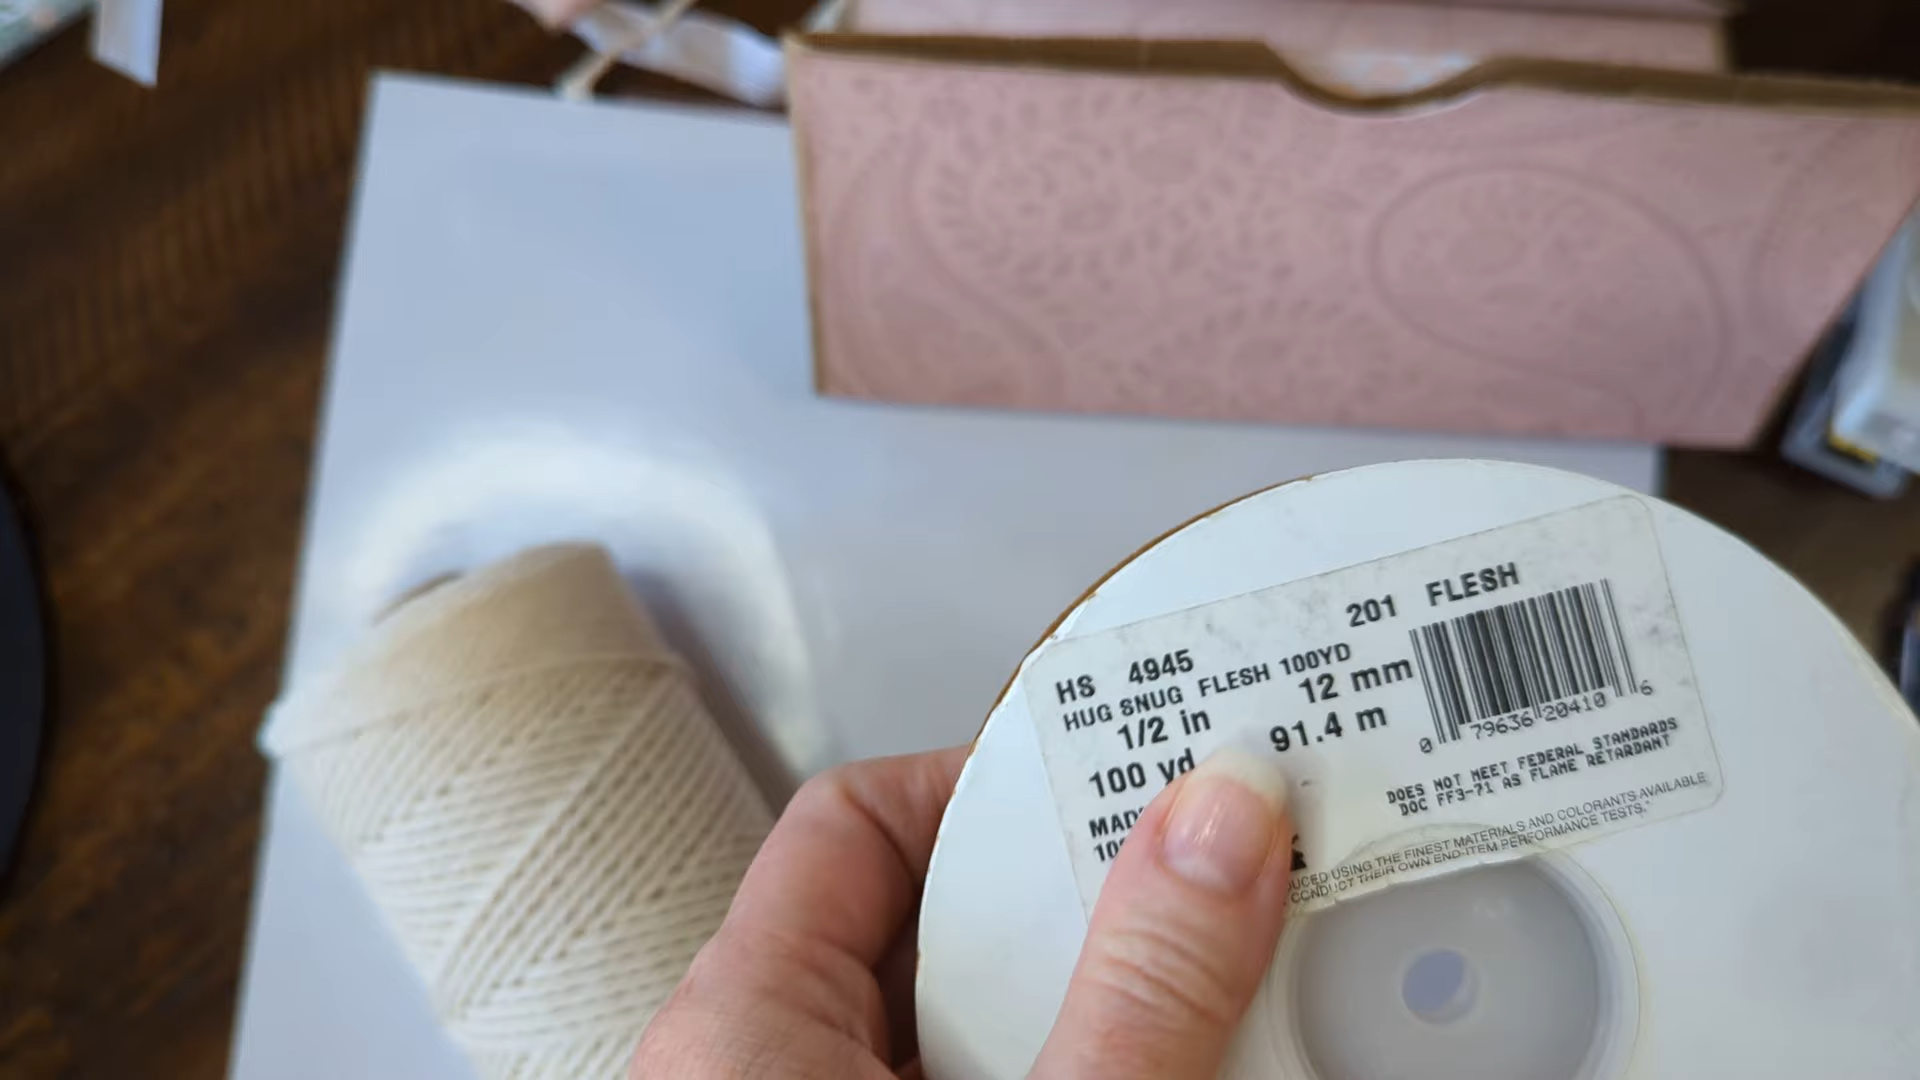 201 FLESH
HS 4945
HUG SNUG FLESH 100YD
1/2 in 12 mm
100 yd 91.4 m
0 79636 20410 6
DOES NOT MEET FEDERAL STANDARDS
DOC FF3-71 AS FLAME RETARDANT
USING THE FINEST MATERIALS AND COLORANTS AVAILABLE
CONDUCT THEIR OWN END-ITEM PERFORMANCE TESTS."